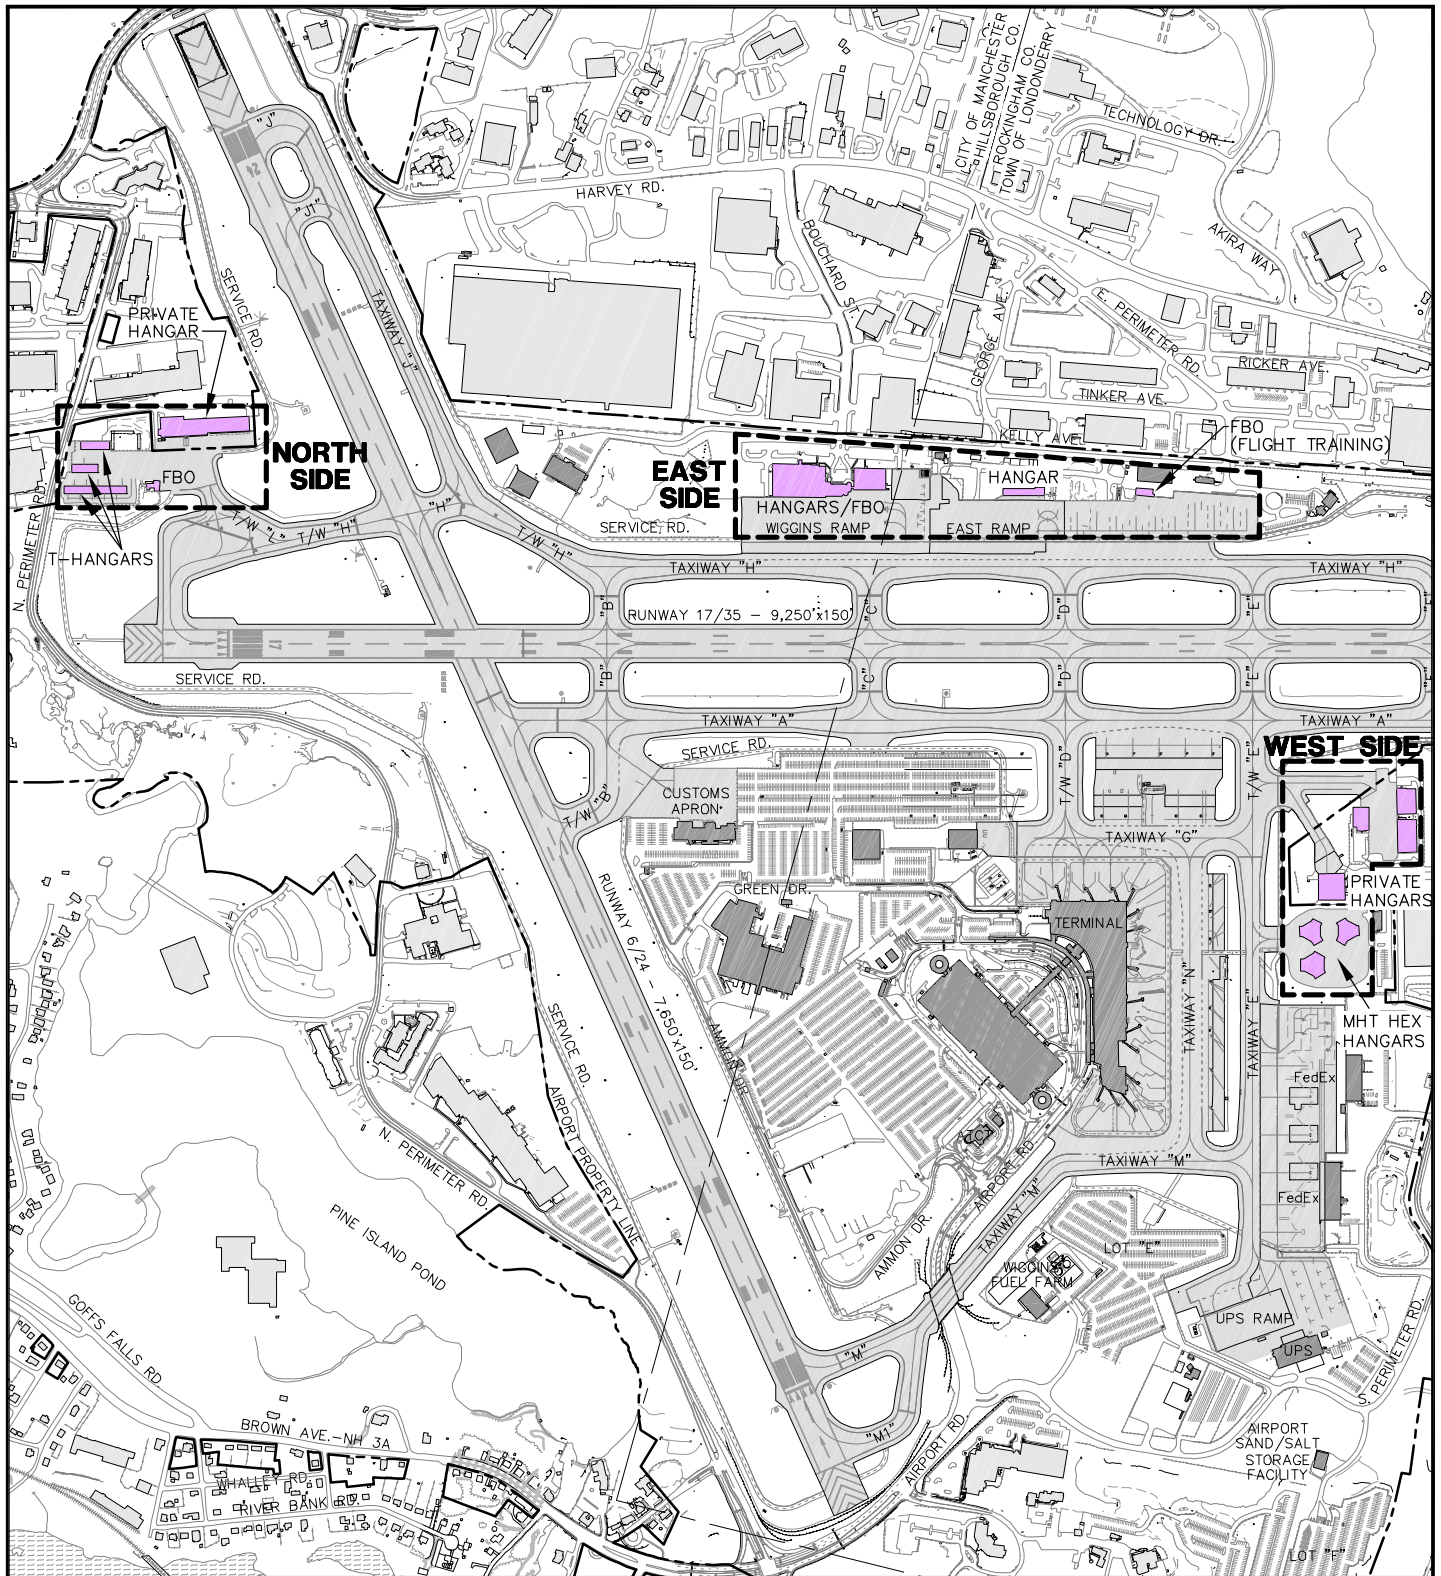 CITY OF MANCHESTER
HILLSBOROUGH CO.
ROCKINGHAM CO.
TOWN OF LONDONDERRY
TECHNOLOGY DR.
"J"
24
HARVEY RD.
"J1"
BOUCHARD ST.
AKIRA WAY
SERVICE RD.
PRIVATE
HANGAR
TAXIWAY "J"
GEORGE AVE.
E. PERIMETER RD.
RICKER AVE.
TINKER AVE.
KELLY AVE.
FBO
(FLIGHT TRAINING)
NORTH
SIDE
FBO
EAST
SIDE
HANGAR
HANGARS/FBO
WIGGINS RAMP
EAST RAMP
SERVICE RD.
"H"
T/W "L"
T/W "H"
T/W "H"
T-HANGARS
N. PERIMETER RD.
TAXIWAY "H"
TAXIWAY "H"
"B"
"C"
"D"
"E"
RUNWAY 17/35 - 9,250'x150'
17
SERVICE RD.
"B"
"C"
"D"
"E"
TAXIWAY "A"
TAXIWAY "A"
SERVICE RD.
T/W "D"
T/W "E"
WEST SIDE
CUSTOMS
APRON
T/W "B"
TAXIWAY "G"
GREEN DR.
PRIVATE
HANGARS
TERMINAL
RUNWAY 6/24 - 7,650'x150'
TAXIWAY "N"
TAXIWAY "E"
MHT HEX
HANGARS
AMMON DR.
SERVICE RD.
FedEx
AIRPORT PROPERTY LINE
N. PERIMETER RD.
TAXIWAY "M"
AIRPORT RD.
FedEx
PINE ISLAND POND
AMMON DR.
TAXIWAY "M"
LOT "E"
WIGGINS
FUEL FARM
GOFFS FALLS RD.
UPS RAMP
UPS
S. PERIMETER RD.
"M"
BROWN AVE.-NH 3A
"M1"
AIRPORT RD.
AIRPORT
SAND/SALT
STORAGE
FACILITY
WHALLEY RD.
RIVER BANK RD.
LOT "F"